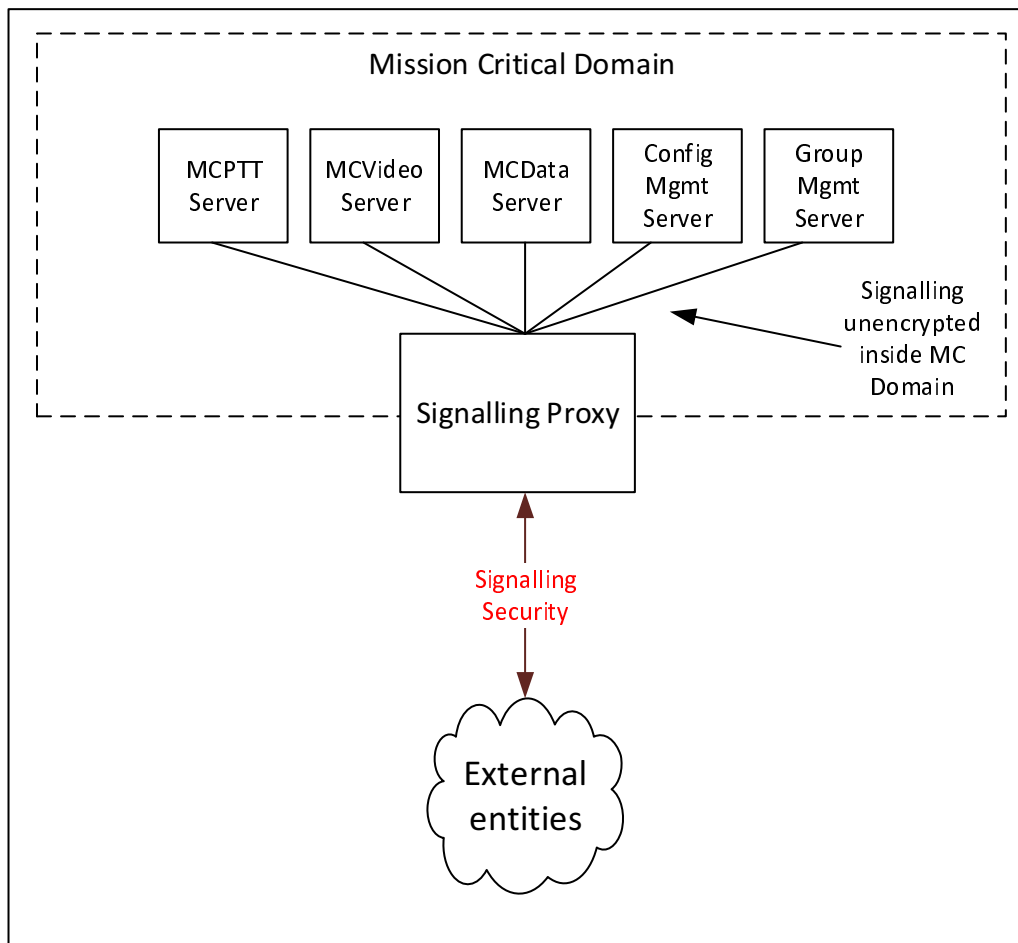 Mission Critical Domain
MCPTT
Server
MCVideo
Server
MCData
Server
Config
Mgmt
Server
Group
Mgmt
Server
Signalling
unencrypted
inside MC
Domain
Signalling Proxy
Signalling
Security
External
entities